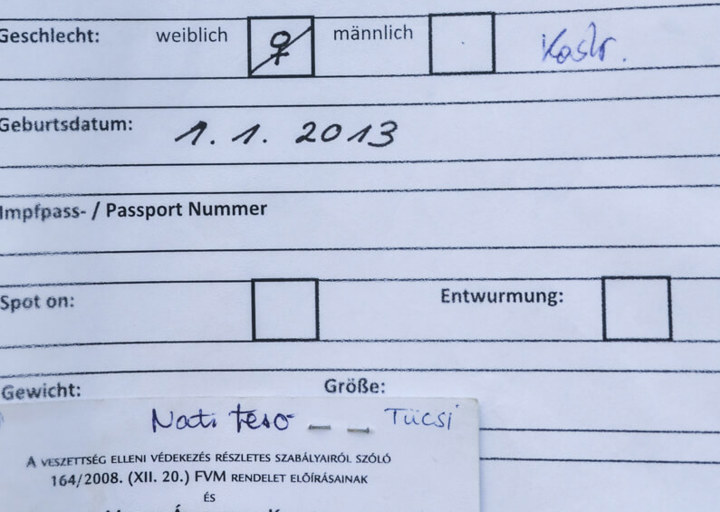 Geschlecht: weiblich ♀ männlich Kastr.
Geburtsdatum: 1. 1. 2013
Impfpass- / Passport Nummer
Spot on: Entwurmung:
Gewicht: Größe:
Nati teso -- Tücsi
A VESZETTSÉG ELLENI VÉDEKEZÉS RÉSZLETES SZABÁLYAIRÓL SZÓLÓ
164/2008. (XII. 20.) FVM RENDELET ELŐÍRÁSAINAK
ÉS